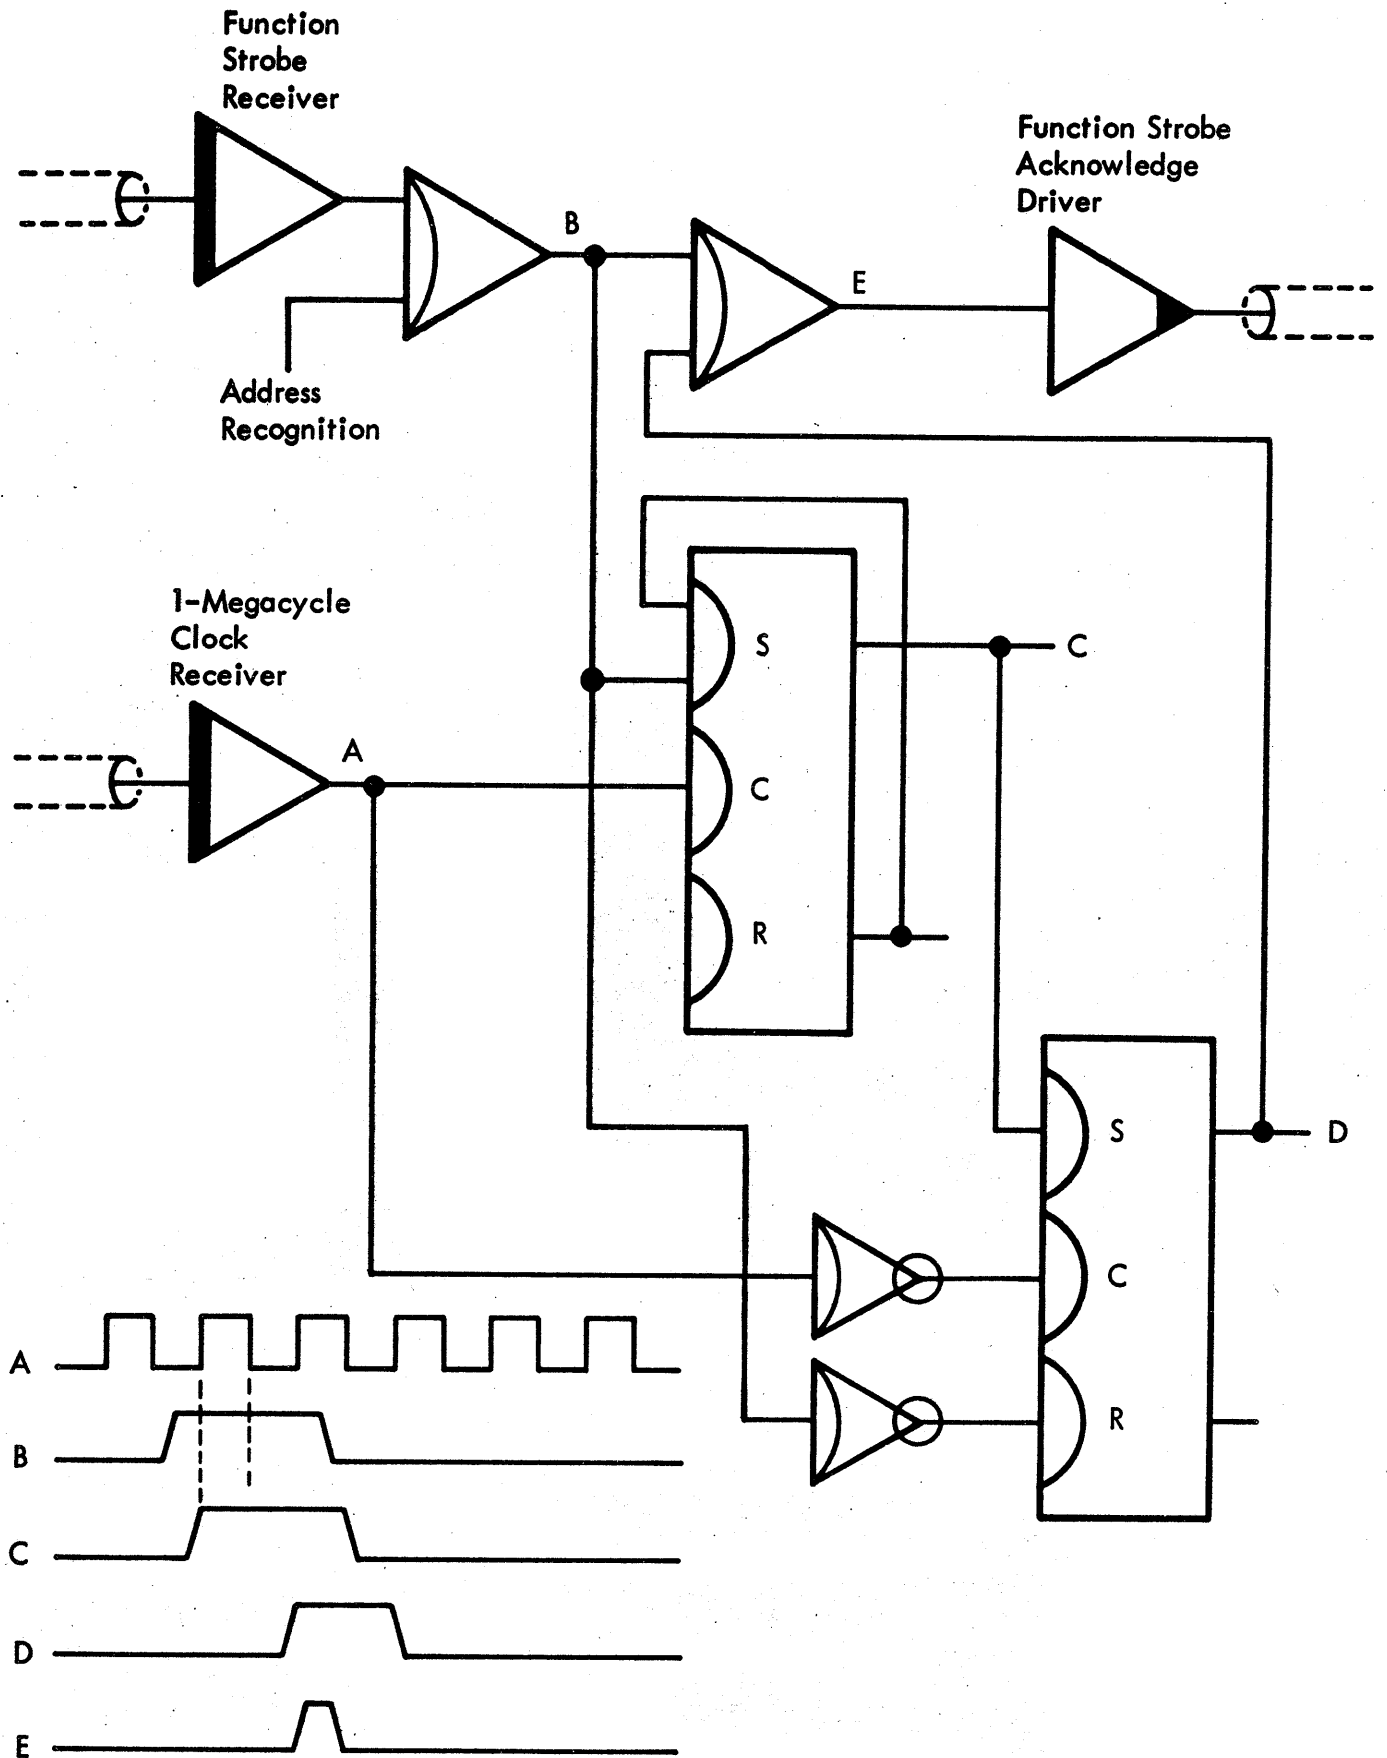 Function
Strobe
Receiver
Function Strobe
Acknowledge
Driver
B
E
Address
Recognition
1-Megacycle
Clock
Receiver
A
S
C
R
C
S
C
R
D
A
B
C
D
E